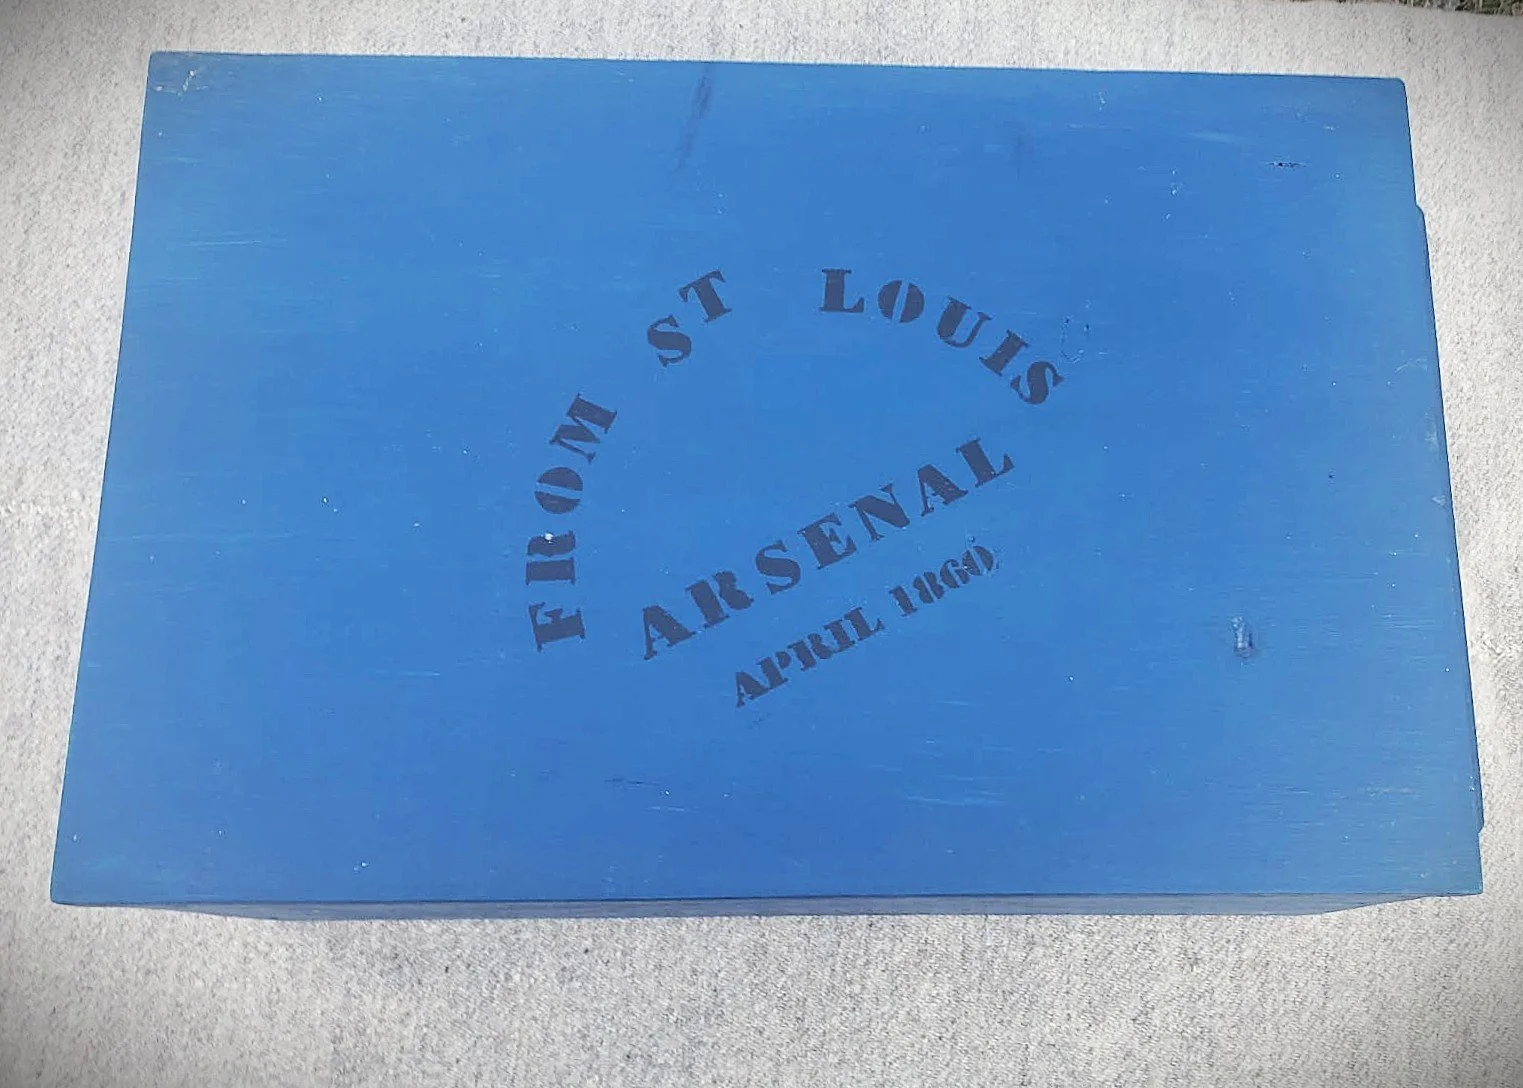 FROM ST LOUIS
ARSENAL
APRIL 1860